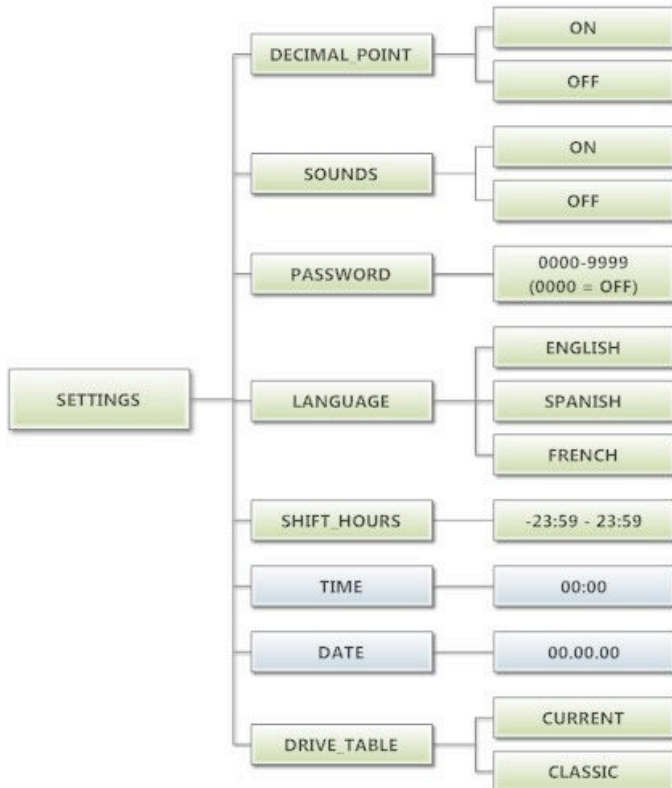 DECIMAL_POINT
ON
OFF
SOUNDS
ON
OFF
PASSWORD
0000-9999
(0000 = OFF)
SETTINGS
LANGUAGE
ENGLISH
SPANISH
FRENCH
SHIFT_HOURS
-23:59 - 23:59
TIME
00:00
DATE
00.00.00
DRIVE_TABLE
CURRENT
CLASSIC